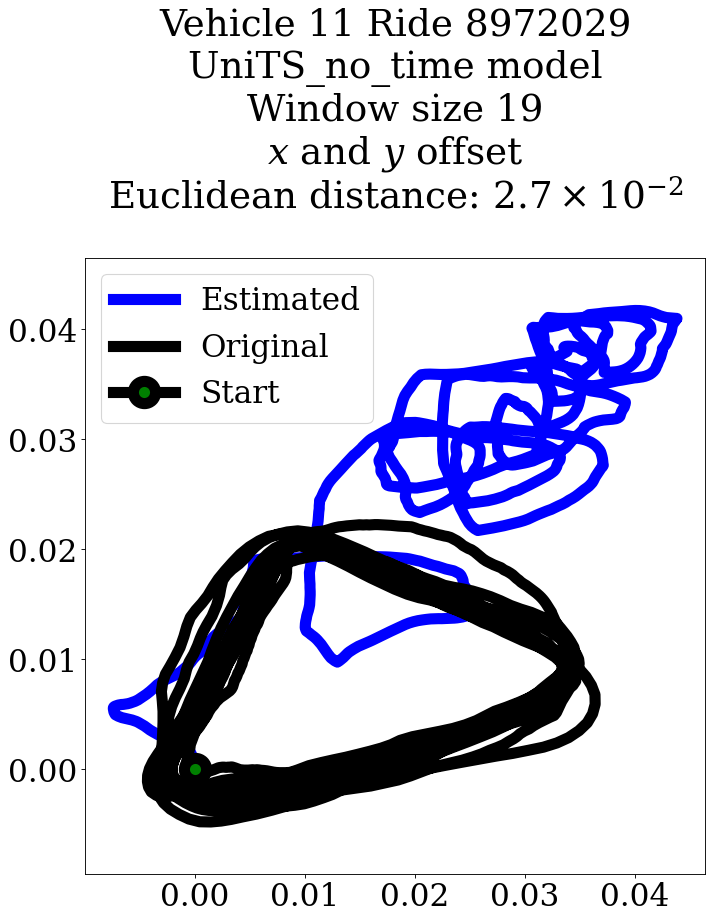 Vehicle 11 Ride 8972029
UniTS_no_time model
Window size 19
x and y offset
Euclidean distance: 2.7 × 10⁻²
Estimated
Original
Start
0.04
0.03
0.02
0.01
0.00
0.00 0.01 0.02 0.03 0.04